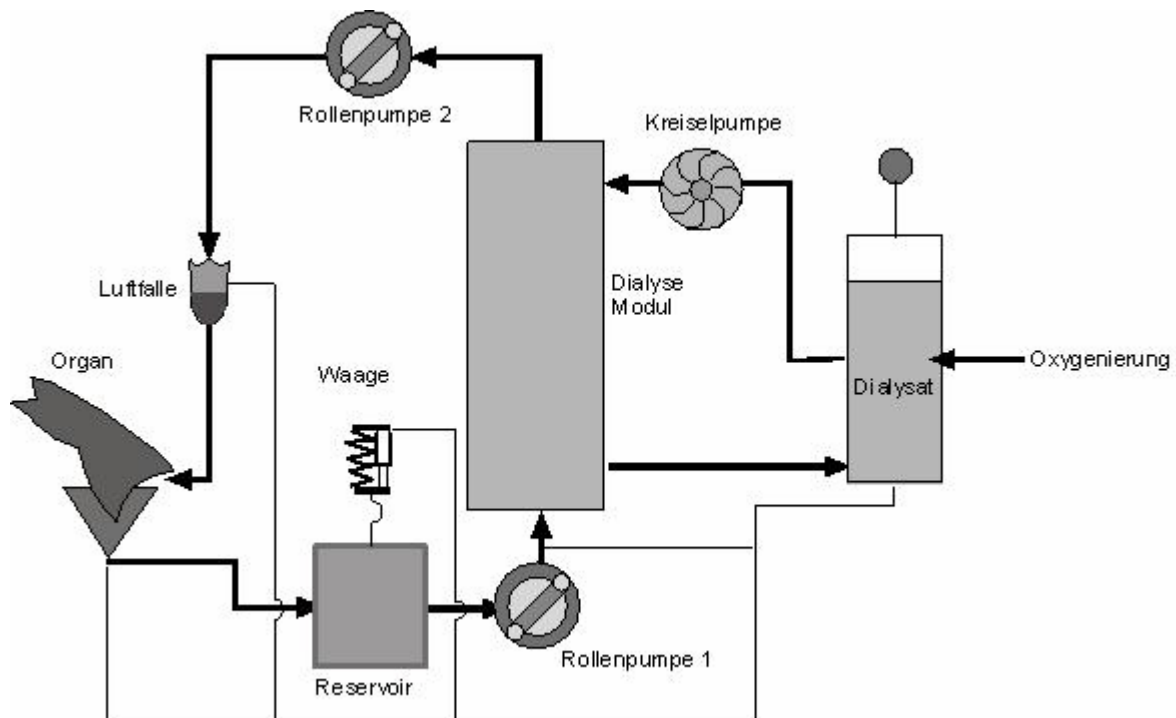 Rollenpumpe 2
Kreiselpumpe
Luftfalle
Dialyse
Modul
Organ
Waage
Oxygenierung
Dialysat
Rollenpumpe 1
Reservoir